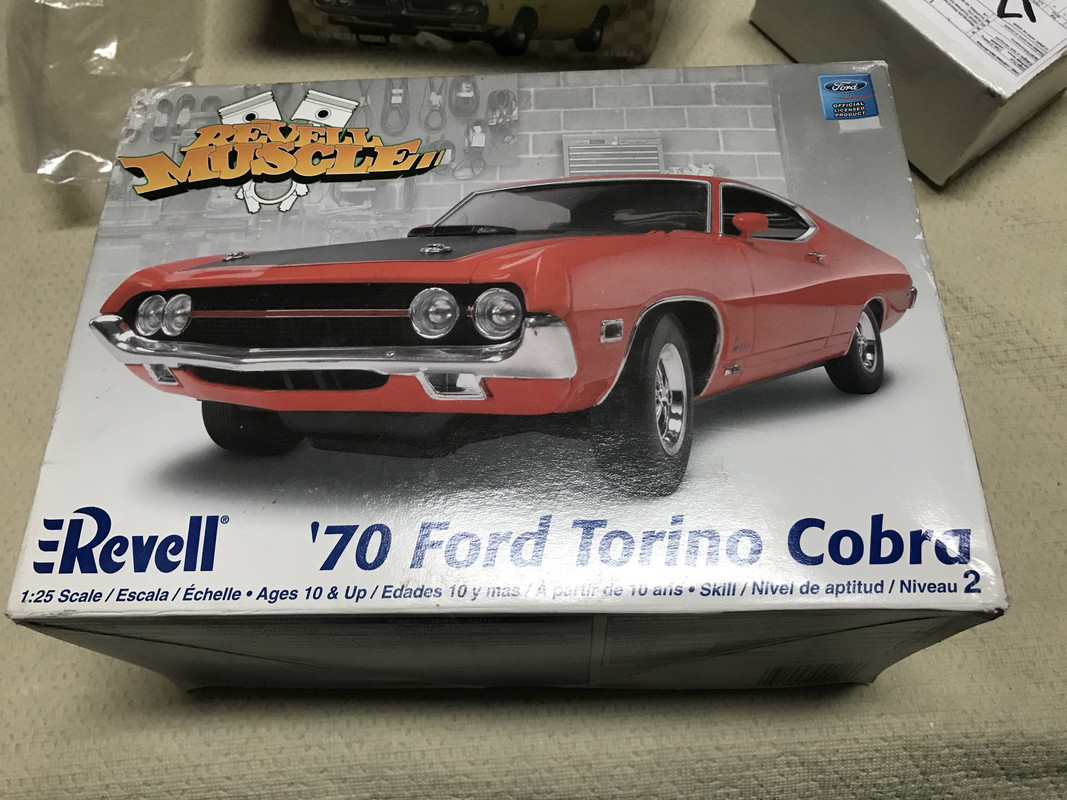 REVELL
MUSCLE
Ford
OFFICIAL
LICENSED
PRODUCT
Revell®
'70 Ford Torino Cobra
1:25 Scale / Escala / Échelle • Ages 10 & Up / Edades 10 y mas / À partir de 10 ans • Skill / Nivel de aptitud / Niveau 2